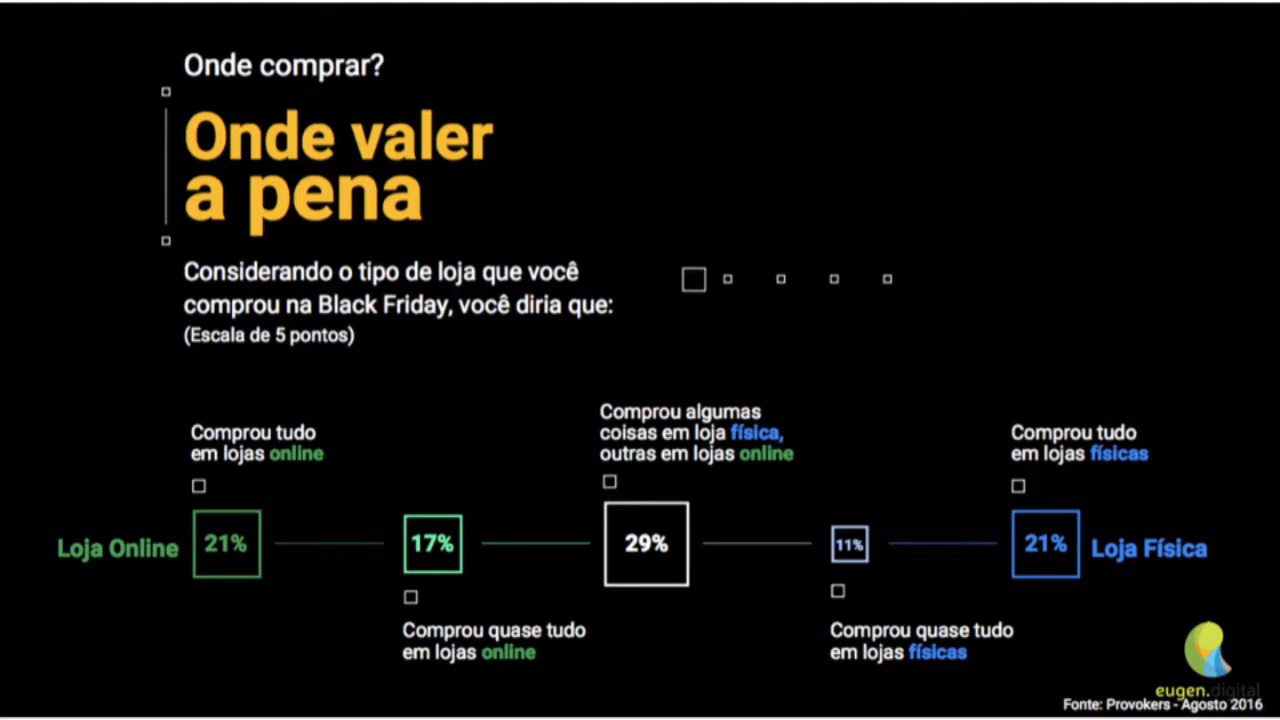 Onde comprar?
Onde valer
a pena
Considerando o tipo de loja que você
comprou na Black Friday, você diria que:
(Escala de 5 pontos)
Comprou tudo
em lojas online
Comprou algumas
coisas em loja física,
outras em lojas online
Comprou tudo
em lojas físicas
Loja Online
21%
17%
29%
11%
21%
Loja Física
Comprou quase tudo
em lojas online
Comprou quase tudo
em lojas físicas
eugen.digital
Fonte: Provokers - Agosto 2016